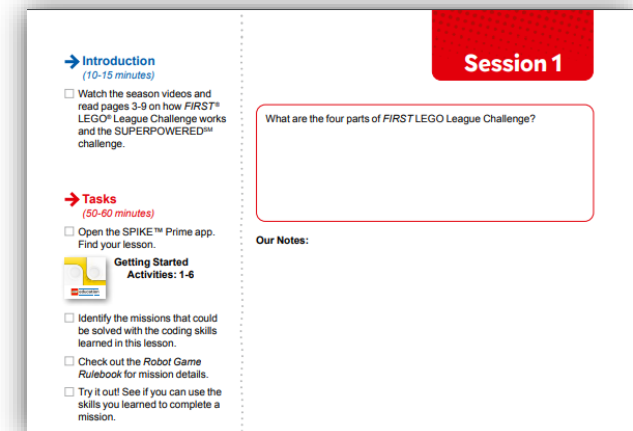 Session 1
Introduction
(10-15 minutes)
Watch the season videos and
read pages 3-9 on how FIRST®
LEGO® League Challenge works
and the SUPERPOWERED℠
challenge.
Tasks
(50-60 minutes)
Open the SPIKE™ Prime app.
Find your lesson.
Getting Started
Activities: 1-6
Identify the missions that could
be solved with the coding skills
learned in this lesson.
Check out the Robot Game
Rulebook for mission details.
Try it out! See if you can use the
skills you learned to complete a
mission.
What are the four parts of FIRST LEGO League Challenge?
Our Notes: